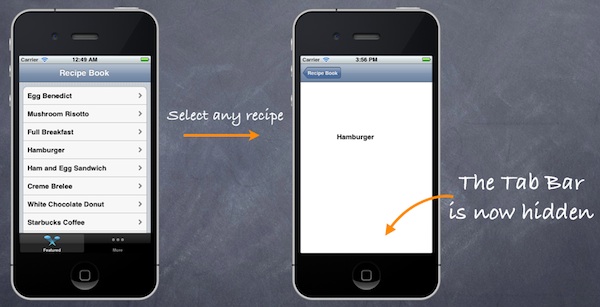 Carrier 12:49 AM
Recipe Book
Egg Benedict
Mushroom Risotto
Full Breakfast
Hamburger
Ham and Egg Sandwich
Creme Brelee
White Chocolate Donut
Starbucks Coffee
Featured
More
Select any recipe
Carrier 3:56 PM
Recipe Book
Hamburger
The Tab Bar
is now hidden